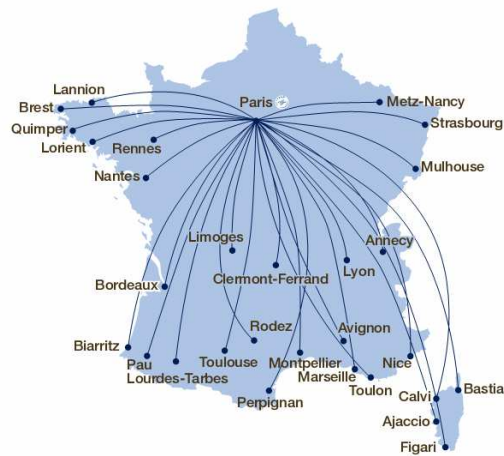 Lannion
Paris
Metz-Nancy
Brest
Strasbourg
Quimper
Lorient
Rennes
Mulhouse
Nantes
Limoges
Annecy
Clermont-Ferrand
Lyon
Bordeaux
Rodez
Avignon
Biarritz
Pau
Toulouse
Montpellier
Nice
Lourdes-Tarbes
Marseille
Toulon
Bastia
Perpignan
Calvi
Ajaccio
Figari